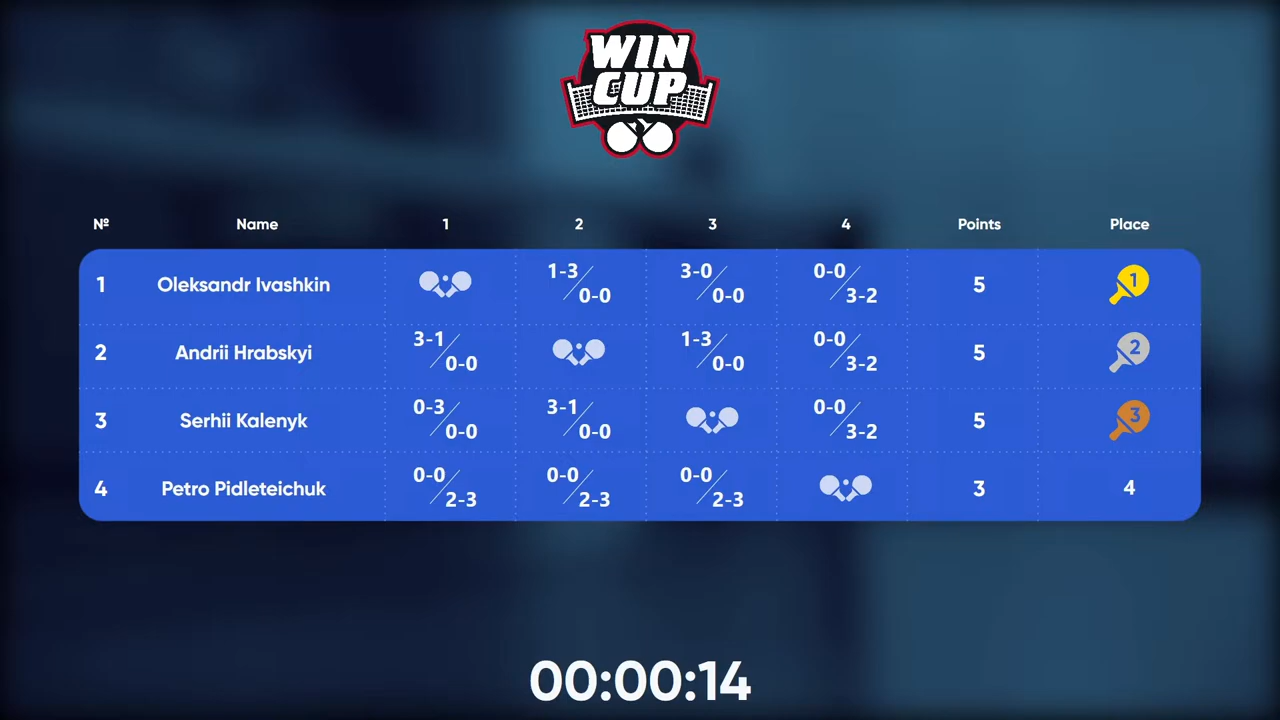 WIN
CUP
№ Name 1 2 3 4 Points Place
1 Oleksandr Ivashkin 1-3/0-0 3-0/0-0 0-0/3-2 5 1
2 Andrii Hrabskyi 3-1/0-0 1-3/0-0 0-0/3-2 5 2
3 Serhii Kalenyk 0-3/0-0 3-1/0-0 0-0/3-2 5 3
4 Petro Pidleteichuk 0-0/2-3 0-0/2-3 0-0/2-3 3 4
00:00:14